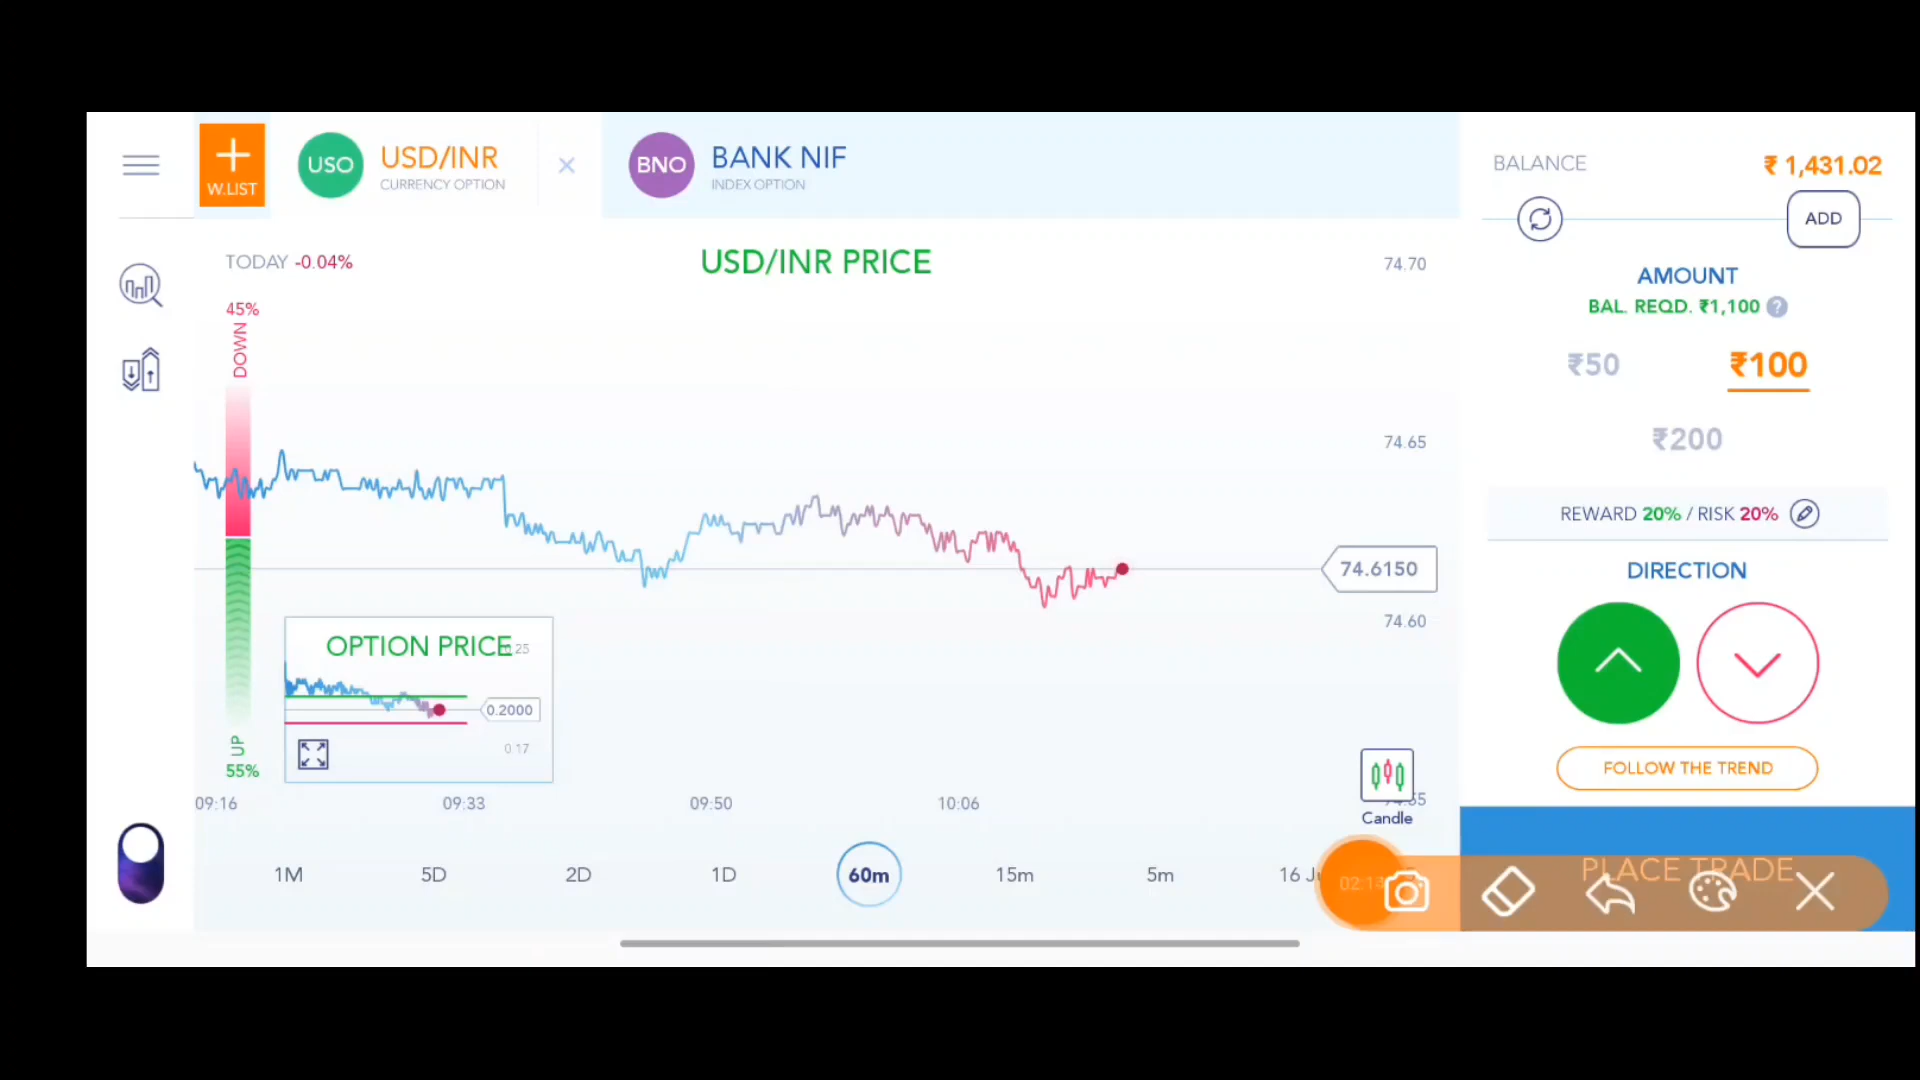 W.LIST
USO
USD/INR
CURRENCY OPTION
BNO
BANK NIF
INDEX OPTION
BALANCE
₹ 1,431.02
ADD
TODAY -0.04%
USD/INR PRICE
74.70
45%
DOWN
AMOUNT
BAL. REQD. ₹1,100 ?
₹50
₹100
₹200
74.65
REWARD 20% / RISK 20%
74.6150
DIRECTION
74.60
OPTION PRICE
0.2000
0.17
UP
55%
FOLLOW THE TREND
09:16
09:33
09:50
10:06
Candle
1M
5D
2D
1D
60m
15m
5m
PLACE TRADE